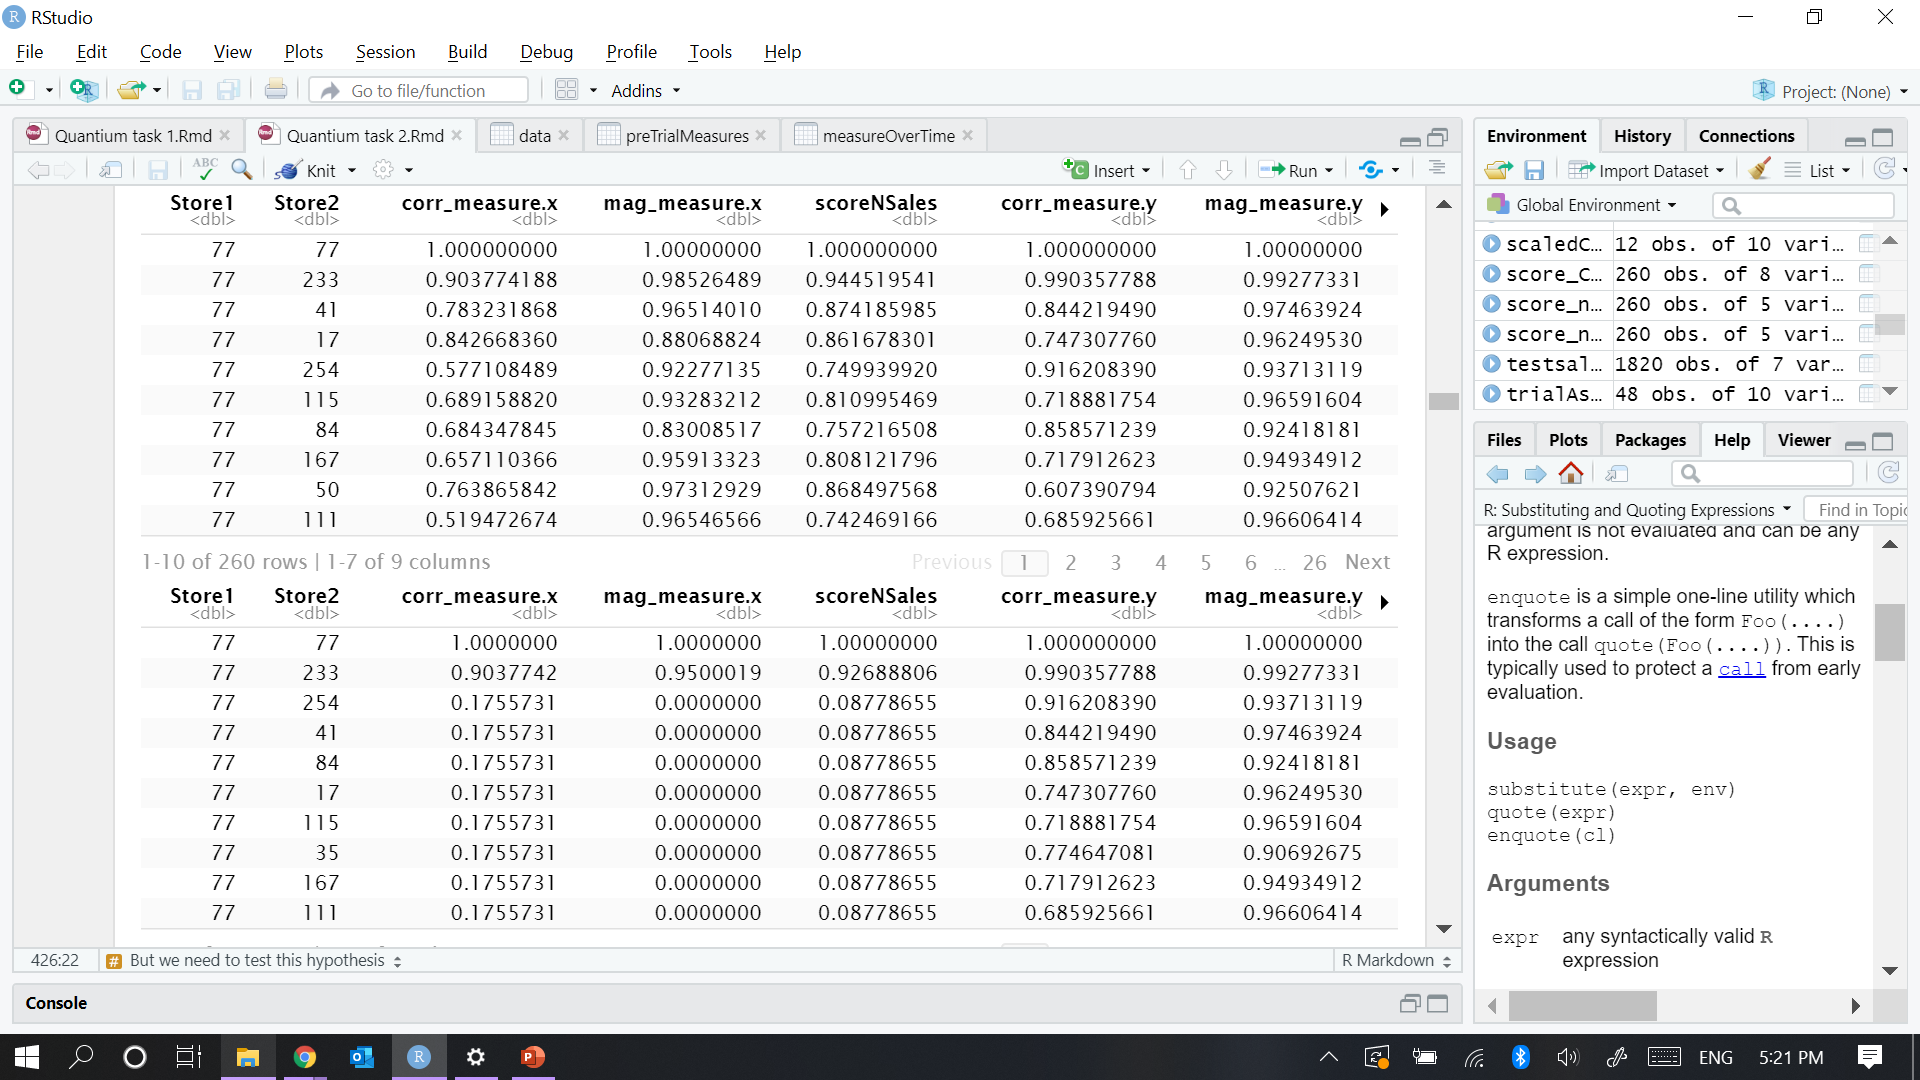 RStudio
File Edit Code View Plots Session Build Debug Profile Tools Help
Go to file/function Addins Project: (None)
Quantium task 1.Rmd Quantium task 2.Rmd data preTrialMeasures measureOverTime
ABC Knit Insert Run
Store1 Store2 corr_measure.x mag_measure.x scoreNSales corr_measure.y mag_measure.y
<dbl> <dbl> <dbl> <dbl> <dbl> <dbl> <dbl>
77 77 1.000000000 1.00000000 1.000000000 1.000000000 1.00000000
77 233 0.903774188 0.98526489 0.944519541 0.990357788 0.99277331
77 41 0.783231868 0.96514010 0.874185985 0.844219490 0.97463924
77 17 0.842668360 0.88068824 0.861678301 0.747307760 0.96249530
77 254 0.577108489 0.92277135 0.749939920 0.916208390 0.93713119
77 115 0.689158820 0.93283212 0.810995469 0.718881754 0.96591604
77 84 0.684347845 0.83008517 0.757216508 0.858571239 0.92418181
77 167 0.657110366 0.95913323 0.808121796 0.717912623 0.94934912
77 50 0.763865842 0.97312929 0.868497568 0.607390794 0.92507621
77 111 0.519472674 0.96546566 0.742469166 0.685925661 0.96606414
1-10 of 260 rows | 1-7 of 9 columns Previous 1 2 3 4 5 6 ... 26 Next
Store1 Store2 corr_measure.x mag_measure.x scoreNSales corr_measure.y mag_measure.y
<dbl> <dbl> <dbl> <dbl> <dbl> <dbl> <dbl>
77 77 1.0000000 1.0000000 1.00000000 1.000000000 1.00000000
77 233 0.9037742 0.9500019 0.92688806 0.990357788 0.99277331
77 254 0.1755731 0.0000000 0.08778655 0.916208390 0.93713119
77 41 0.1755731 0.0000000 0.08778655 0.844219490 0.97463924
77 84 0.1755731 0.0000000 0.08778655 0.858571239 0.92418181
77 17 0.1755731 0.0000000 0.08778655 0.747307760 0.96249530
77 115 0.1755731 0.0000000 0.08778655 0.718881754 0.96591604
77 35 0.1755731 0.0000000 0.08778655 0.774647081 0.90692675
77 167 0.1755731 0.0000000 0.08778655 0.717912623 0.94934912
77 111 0.1755731 0.0000000 0.08778655 0.685925661 0.96606414
426:22 # But we need to test this hypothesis R Markdown
Console
Environment History Connections
Import Dataset List
Global Environment
scaledC... 12 obs. of 10 vari...
score_C... 260 obs. of 8 vari...
score_n... 260 obs. of 5 vari...
score_n... 260 obs. of 5 vari...
testsal... 1820 obs. of 7 var...
trialAs... 48 obs. of 10 vari...
Files Plots Packages Help Viewer
R: Substituting and Quoting Expressions Find in Topic
argument is not evaluated and can be any
R expression.
enquote is a simple one-line utility which
transforms a call of the form Foo(....)
into the call quote(Foo(....)). This is
typically used to protect a call from early
evaluation.
Usage
substitute(expr, env)
quote(expr)
enquote(cl)
Arguments
expr any syntactically valid R
expression
ENG 5:21 PM